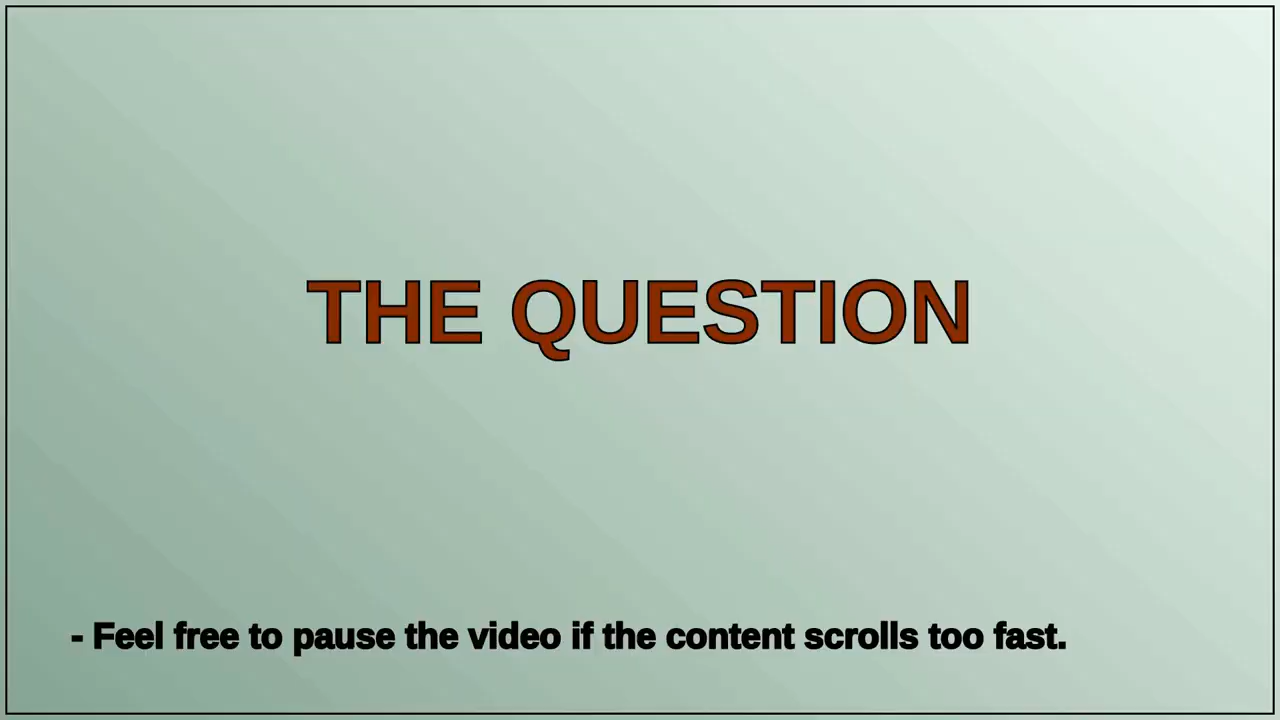 THE QUESTION
- Feel free to pause the video if the content scrolls too fast.